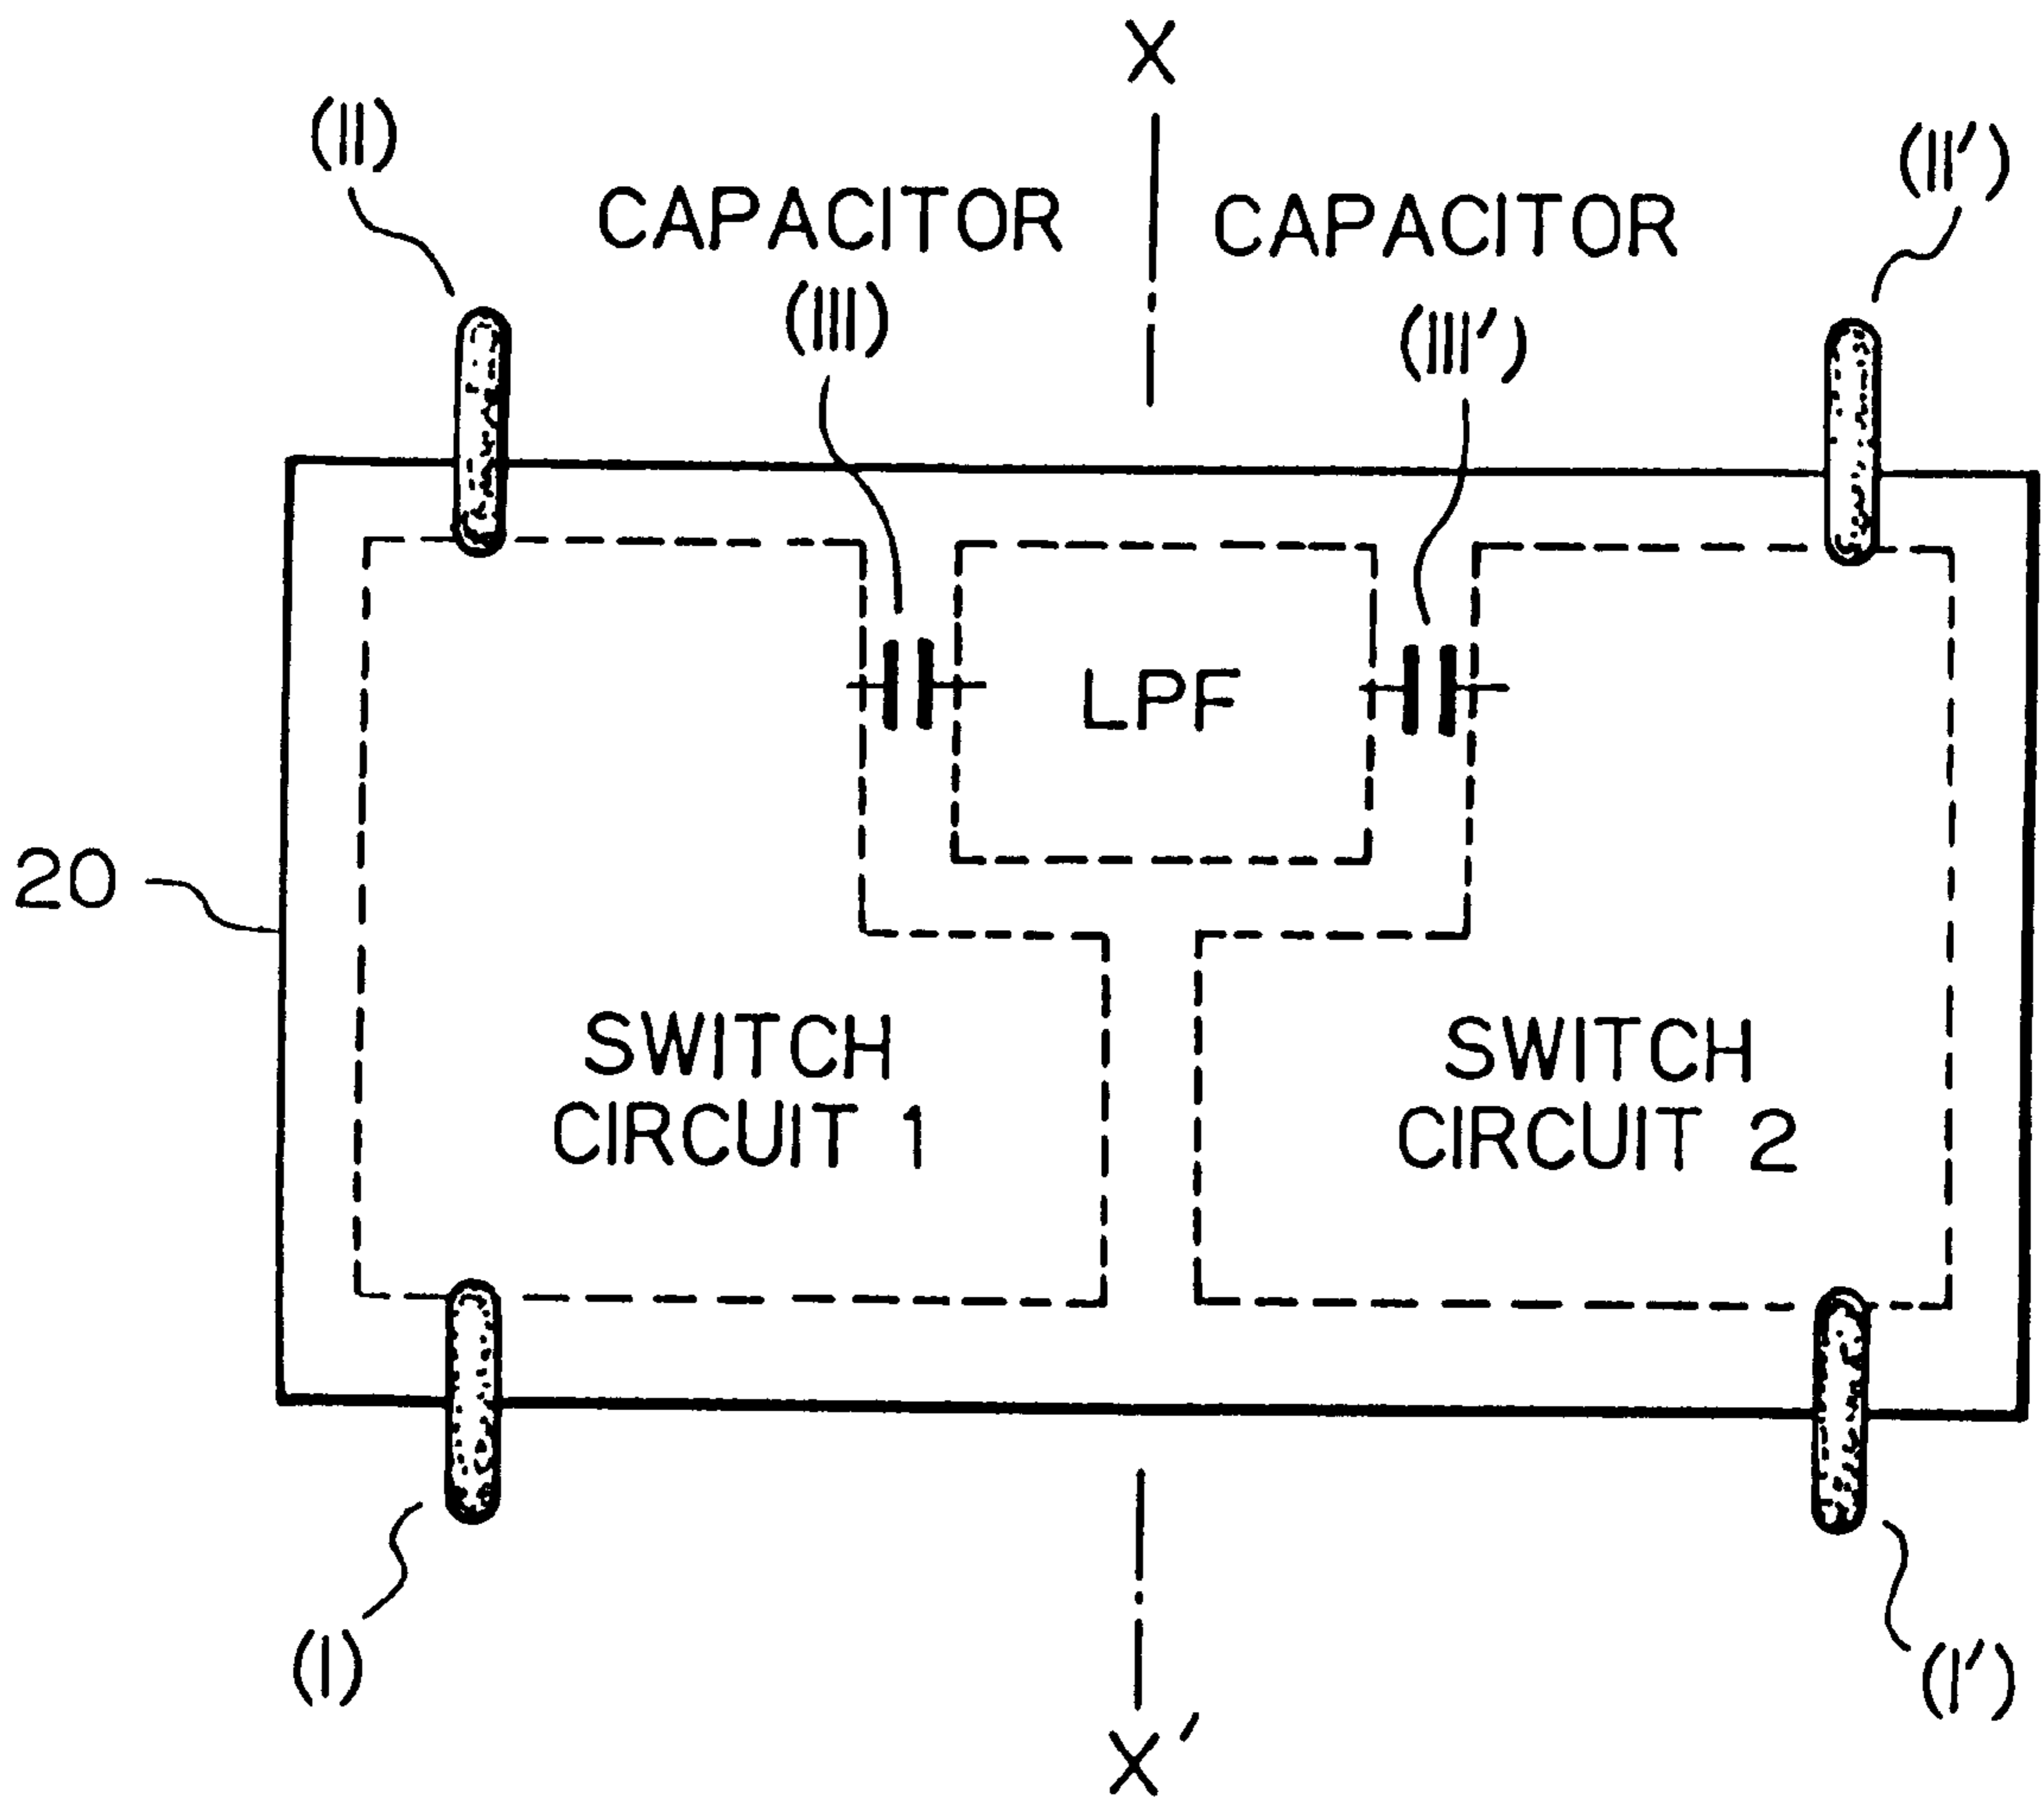 X
(II)
(II')
CAPACITOR
CAPACITOR
(III)
(III')
LPF
20
SWITCH
CIRCUIT 1
SWITCH
CIRCUIT 2
(I)
(I')
X'